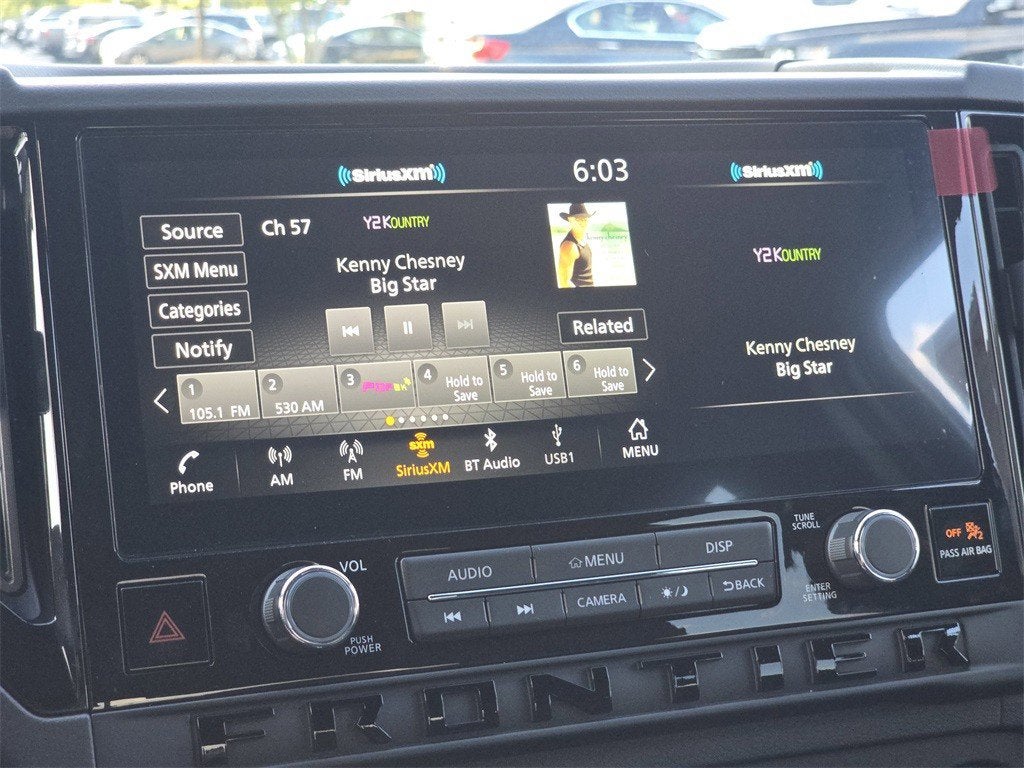 SiriusXM
6:03
SiriusXM
Source
Ch 57
Y2KOUNTRY
SXM Menu
Kenny Chesney
Big Star
Categories
Notify
Related
Y2KOUNTRY
Kenny Chesney
Big Star
1
105.1 FM
2
530 AM
3
4
Hold to
Save
5
Hold to
Save
6
Hold to
Save
Phone
AM
FM
sxm
SiriusXM
BT Audio
USB1
MENU
VOL
PUSH
POWER
AUDIO
MENU
DISP
CAMERA
BACK
TUNE
SCROLL
ENTER
SETTING
OFF
2
PASS AIR BAG
FRONTIER